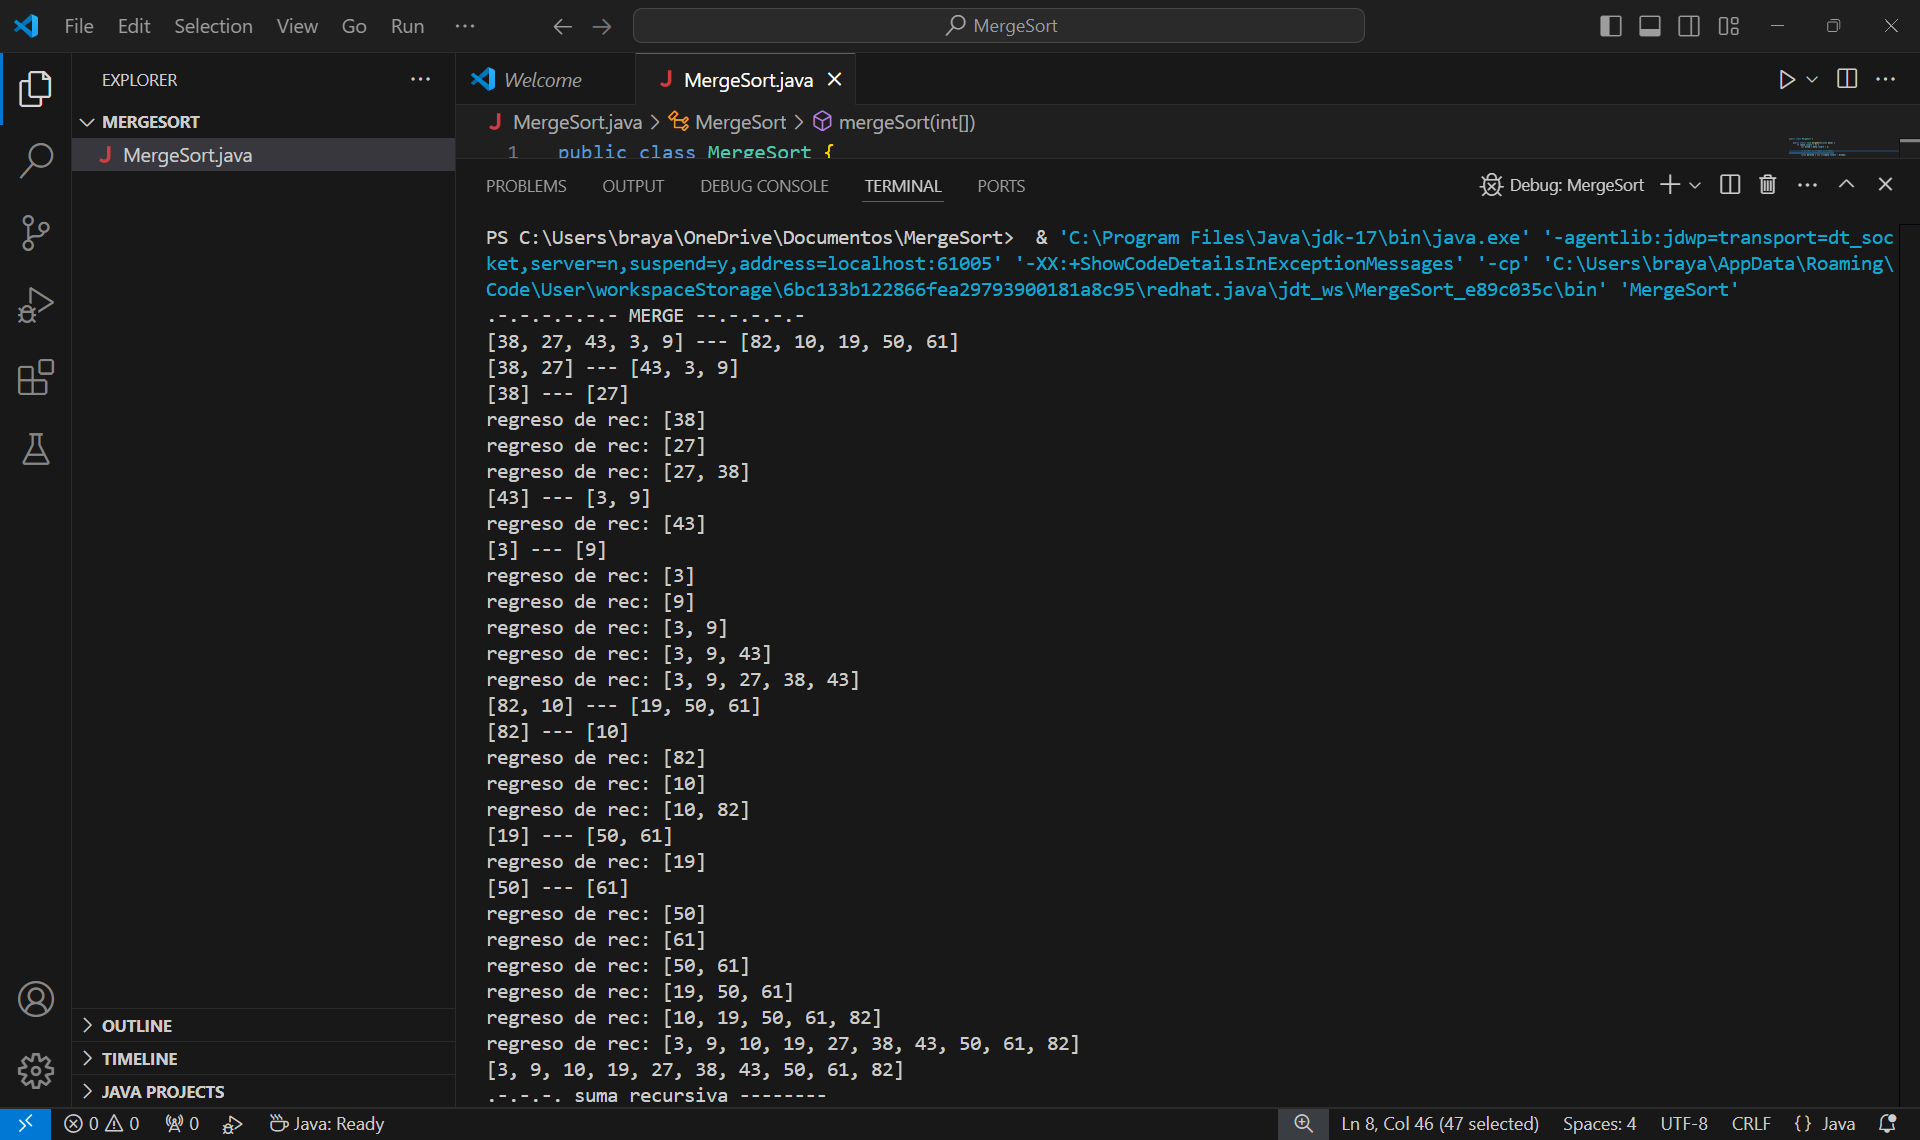 File Edit Selection View Go Run ··· MergeSort
EXPLORER ···
MERGESORT
MergeSort.java
OUTLINE
TIMELINE
JAVA PROJECTS
Welcome MergeSort.java
MergeSort.java > MergeSort > mergeSort(int[])
1 public class MergeSort {
PROBLEMS OUTPUT DEBUG CONSOLE TERMINAL PORTS Debug: MergeSort
PS C:\Users\braya\OneDrive\Documentos\MergeSort>  & 'C:\Program Files\Java\jdk-17\bin\java.exe' '-agentlib:jdwp=transport=dt_soc
ket,server=n,suspend=y,address=localhost:61005' '-XX:+ShowCodeDetailsInExceptionMessages' '-cp' 'C:\Users\braya\AppData\Roaming\
Code\User\workspaceStorage\6bc133b122866fea29793900181a8c95\redhat.java\jdt_ws\MergeSort_e89c035c\bin' 'MergeSort'
.-.-.-.-.-.- MERGE --.-.-.-.-
[38, 27, 43, 3, 9] --- [82, 10, 19, 50, 61]
[38, 27] --- [43, 3, 9]
[38] --- [27]
regreso de rec: [38]
regreso de rec: [27]
regreso de rec: [27, 38]
[43] --- [3, 9]
regreso de rec: [43]
[3] --- [9]
regreso de rec: [3]
regreso de rec: [9]
regreso de rec: [3, 9]
regreso de rec: [3, 9, 43]
regreso de rec: [3, 9, 27, 38, 43]
[82, 10] --- [19, 50, 61]
[82] --- [10]
regreso de rec: [82]
regreso de rec: [10]
regreso de rec: [10, 82]
[19] --- [50, 61]
regreso de rec: [19]
[50] --- [61]
regreso de rec: [50]
regreso de rec: [61]
regreso de rec: [50, 61]
regreso de rec: [19, 50, 61]
regreso de rec: [10, 19, 50, 61, 82]
regreso de rec: [3, 9, 10, 19, 27, 38, 43, 50, 61, 82]
[3, 9, 10, 19, 27, 38, 43, 50, 61, 82]
.-.-.-. suma recursiva --------
0 0 0 Java: Ready Ln 8, Col 46 (47 selected) Spaces: 4 UTF-8 CRLF {} Java